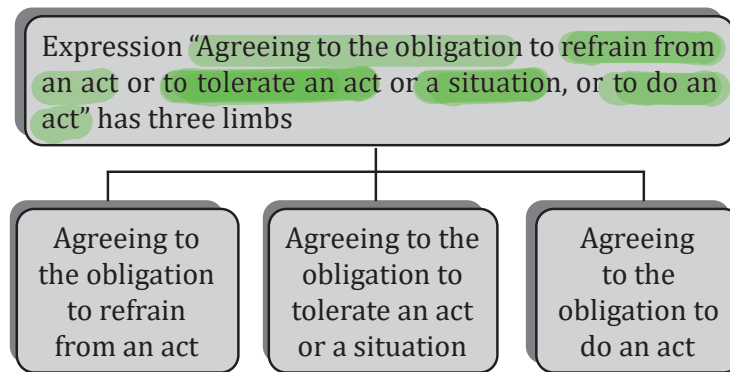 Expression “Agreeing to the obligation to refrain from
an act or to tolerate an act or a situation, or to do an
act” has three limbs
Agreeing to
the obligation
to refrain
from an act
Agreeing to the
obligation to
tolerate an act
or a situation
Agreeing
to the
obligation to
do an act